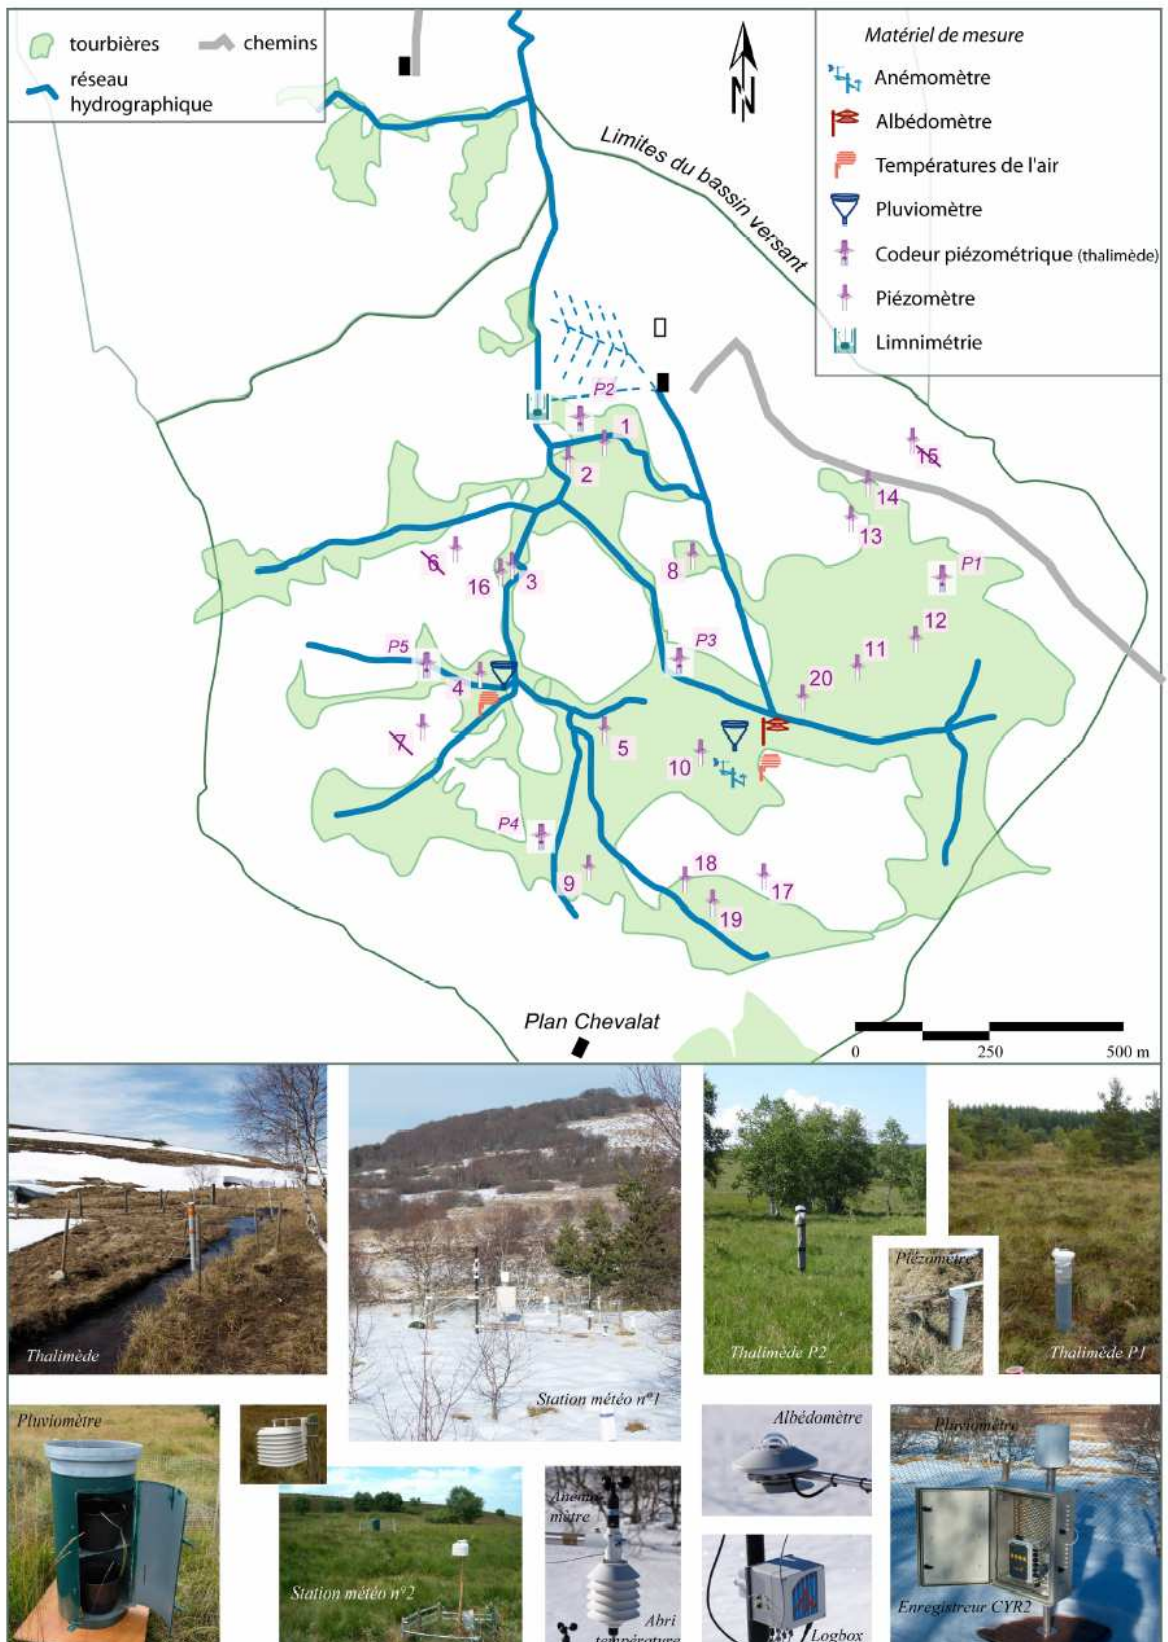 tourbières
chemins
réseau
hydrographique
N
Limites du bassin versant
Matériel de mesure
Anémomètre
Albédomètre
Températures de l'air
Pluviomètre
Codeur piézométrique (thalimède)
Piézomètre
Limnimétrie
P2
1
2
15
14
13
6
16
3
8
P1
12
P5
4
P3
11
20
7
5
10
P4
9
18
17
19
Plan Chevalat
0
250
500 m
Thalimède
Station météo n°1
Thalimède P2
Piézomètre
Thalimède P1
Pluviomètre
Station météo n°2
Anémo
mètre
Abri
température
Albédomètre
Logbox
Pluviomètre
Enregistreur CYR2